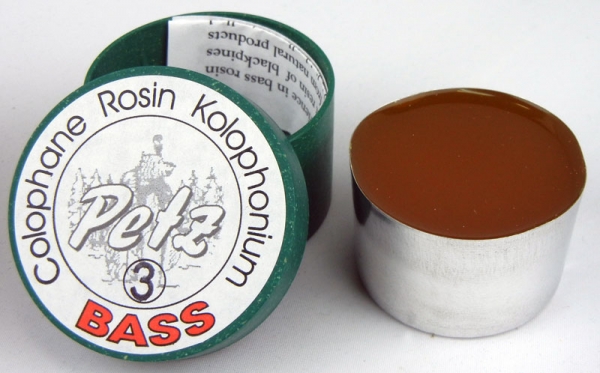 Colophane Rosin Kolophonium
Petz
3
BASS
in bass rosin
of blackpines
natural products